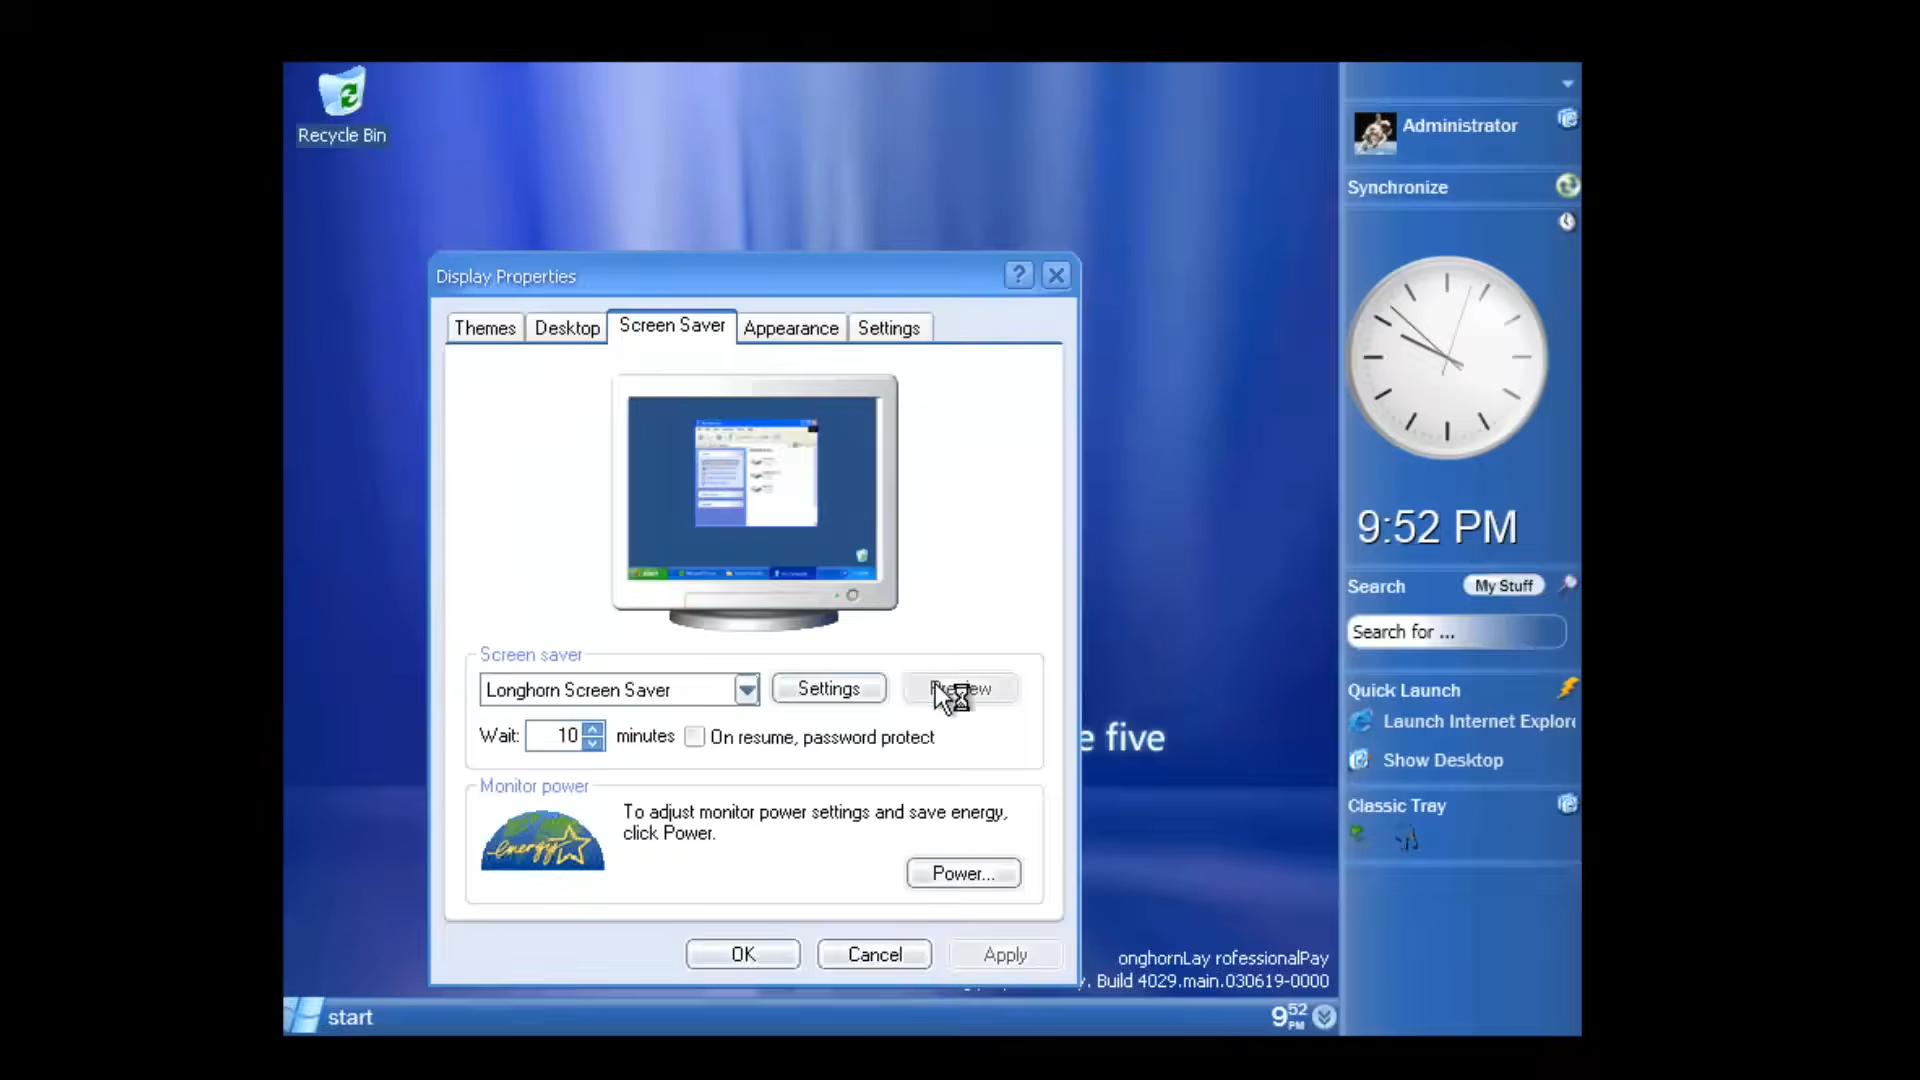 Recycle Bin
Administrator
Synchronize
Display Properties
Themes
Desktop
Screen Saver
Appearance
Settings
9:52 PM
Search
My Stuff
Search for ...
Screen saver
Longhorn Screen Saver
Settings
Wait:
10
minutes
On resume, password protect
Quick Launch
Launch Internet Explore
Show Desktop
e five
Monitor power
energy
To adjust monitor power settings and save energy,
click Power.
Power...
Classic Tray
OK
Cancel
Apply
onghornLay rofessionalPay
y. Build 4029.main.030619-0000
start
9 52 PM